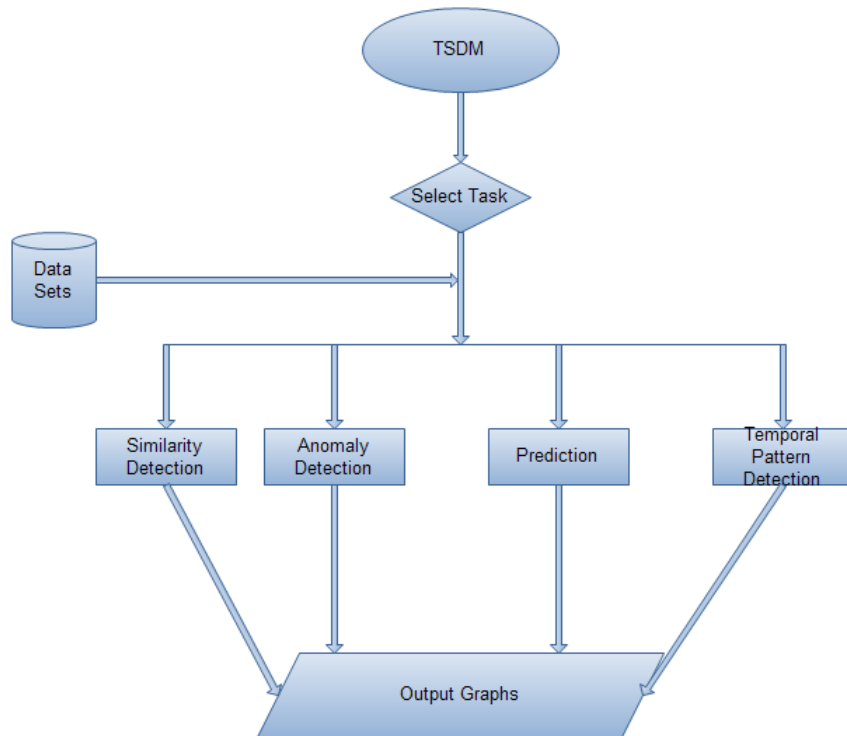 TSDM
Select Task
Data
Sets
Similarity
Detection
Anomaly
Detection
Prediction
Temporal
Pattern
Detection
Output Graphs